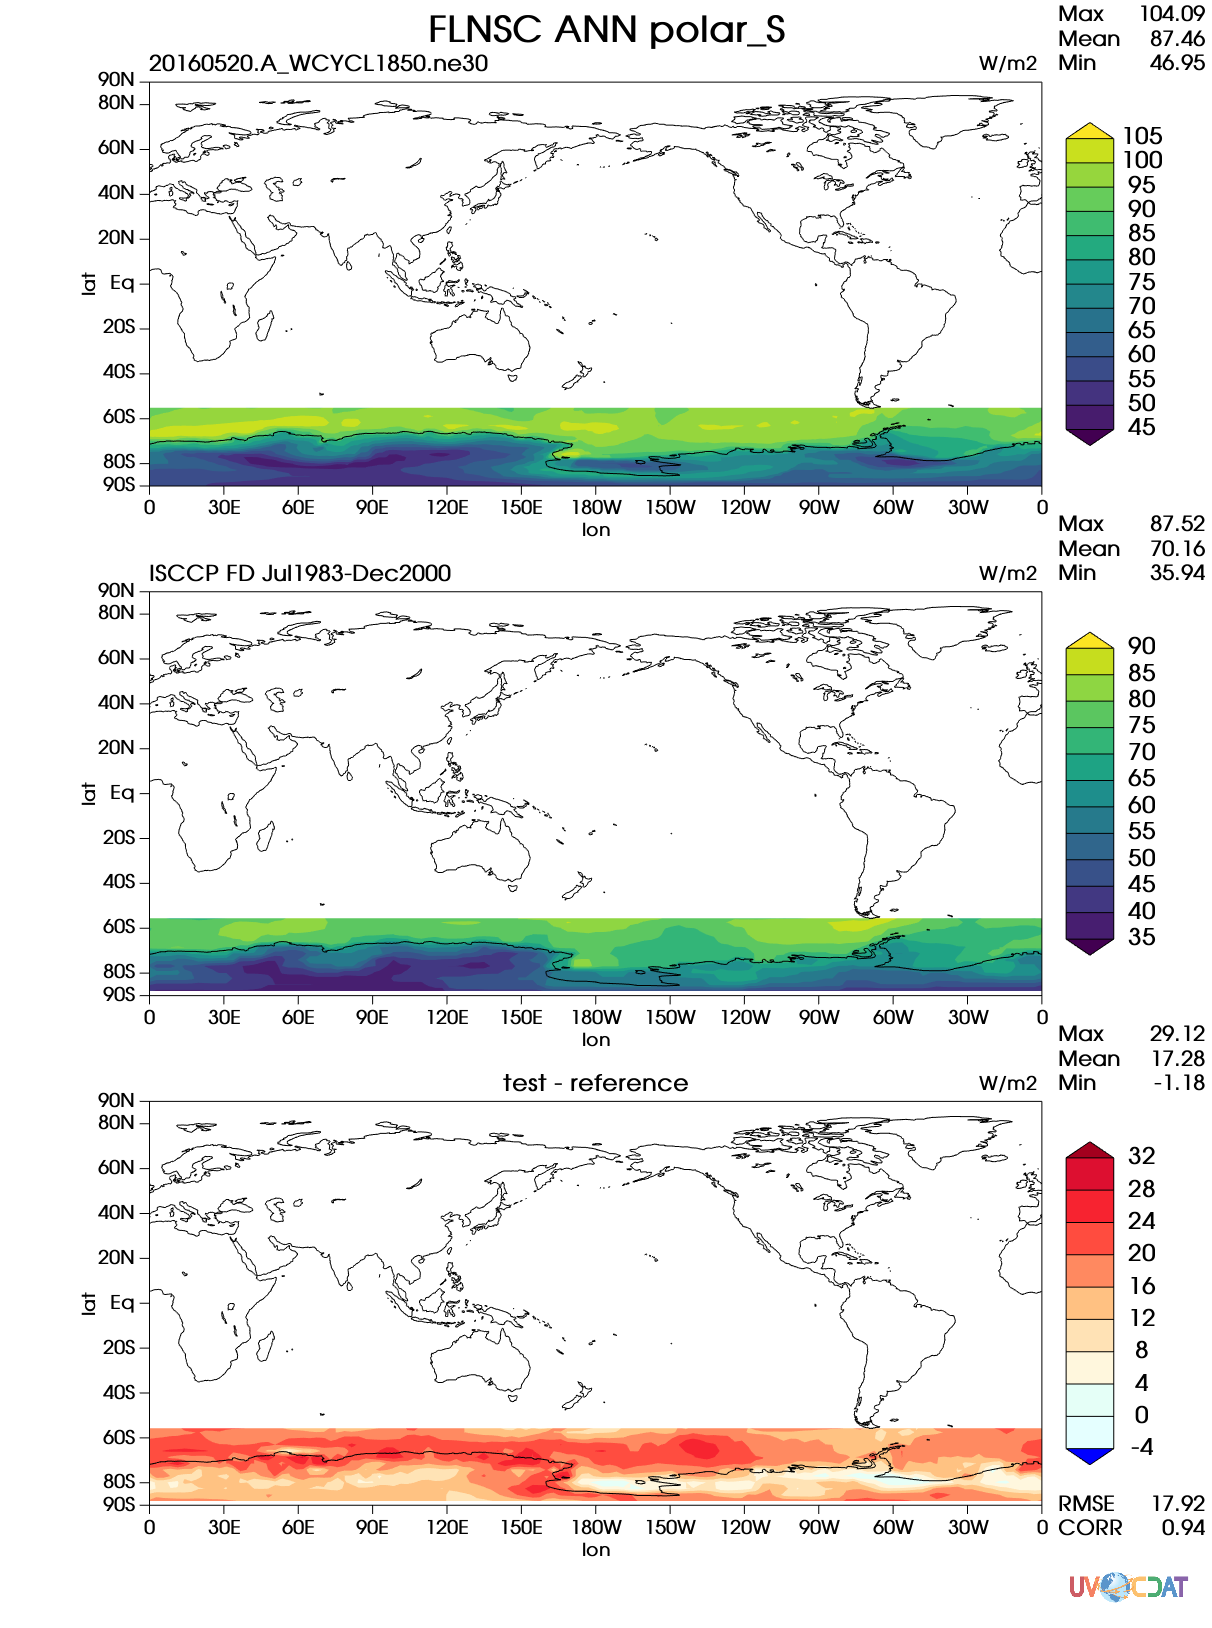 FLNSC ANN polar_S
Max 104.09
Mean 87.46
Min 46.95
20160520.A_WCYCL1850.ne30 W/m2
90N
80N
60N
40N
20N
Eq
20S
40S
60S
80S
90S
lat
0 30E 60E 90E 120E 150E 180W 150W 120W 90W 60W 30W 0
lon
105
100
95
90
85
80
75
70
65
60
55
50
45
Max 87.52
Mean 70.16
Min 35.94
ISCCP FD Jul1983-Dec2000 W/m2
90N
80N
60N
40N
20N
Eq
20S
40S
60S
80S
90S
lat
0 30E 60E 90E 120E 150E 180W 150W 120W 90W 60W 30W 0
lon
90
85
80
75
70
65
60
55
50
45
40
35
Max 29.12
Mean 17.28
Min -1.18
test - reference W/m2
90N
80N
60N
40N
20N
Eq
20S
40S
60S
80S
90S
lat
0 30E 60E 90E 120E 150E 180W 150W 120W 90W 60W 30W 0
lon
32
28
24
20
16
12
8
4
0
-4
RMSE 17.92
CORR 0.94
UV CDAT